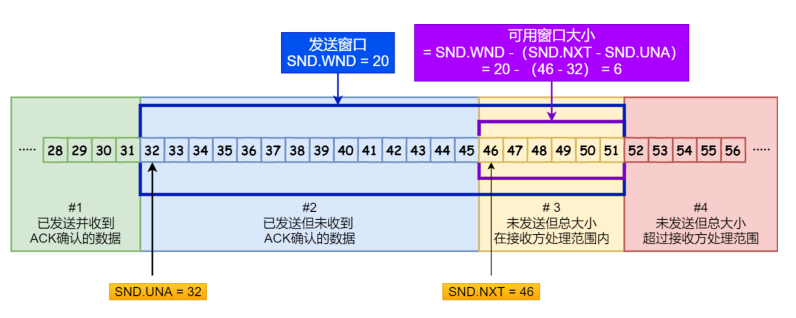 发送窗口
SND.WND = 20
可用窗口大小
= SND.WND -（SND.NXT - SND.UNA）
= 20 - （46 - 32） = 6
····· 28 29 30 31 32 33 34 35 36 37 38 39 40 41 42 43 44 45 46 47 48 49 50 51 52 53 54 55 56 ·····
#1
已发送并收到
ACK确认的数据
#2
已发送但未收到
ACK确认的数据
# 3
未发送但总大小
在接收方处理范围内
#4
未发送但总大小
超过接收方处理范围
SND.UNA = 32
SND.NXT = 46